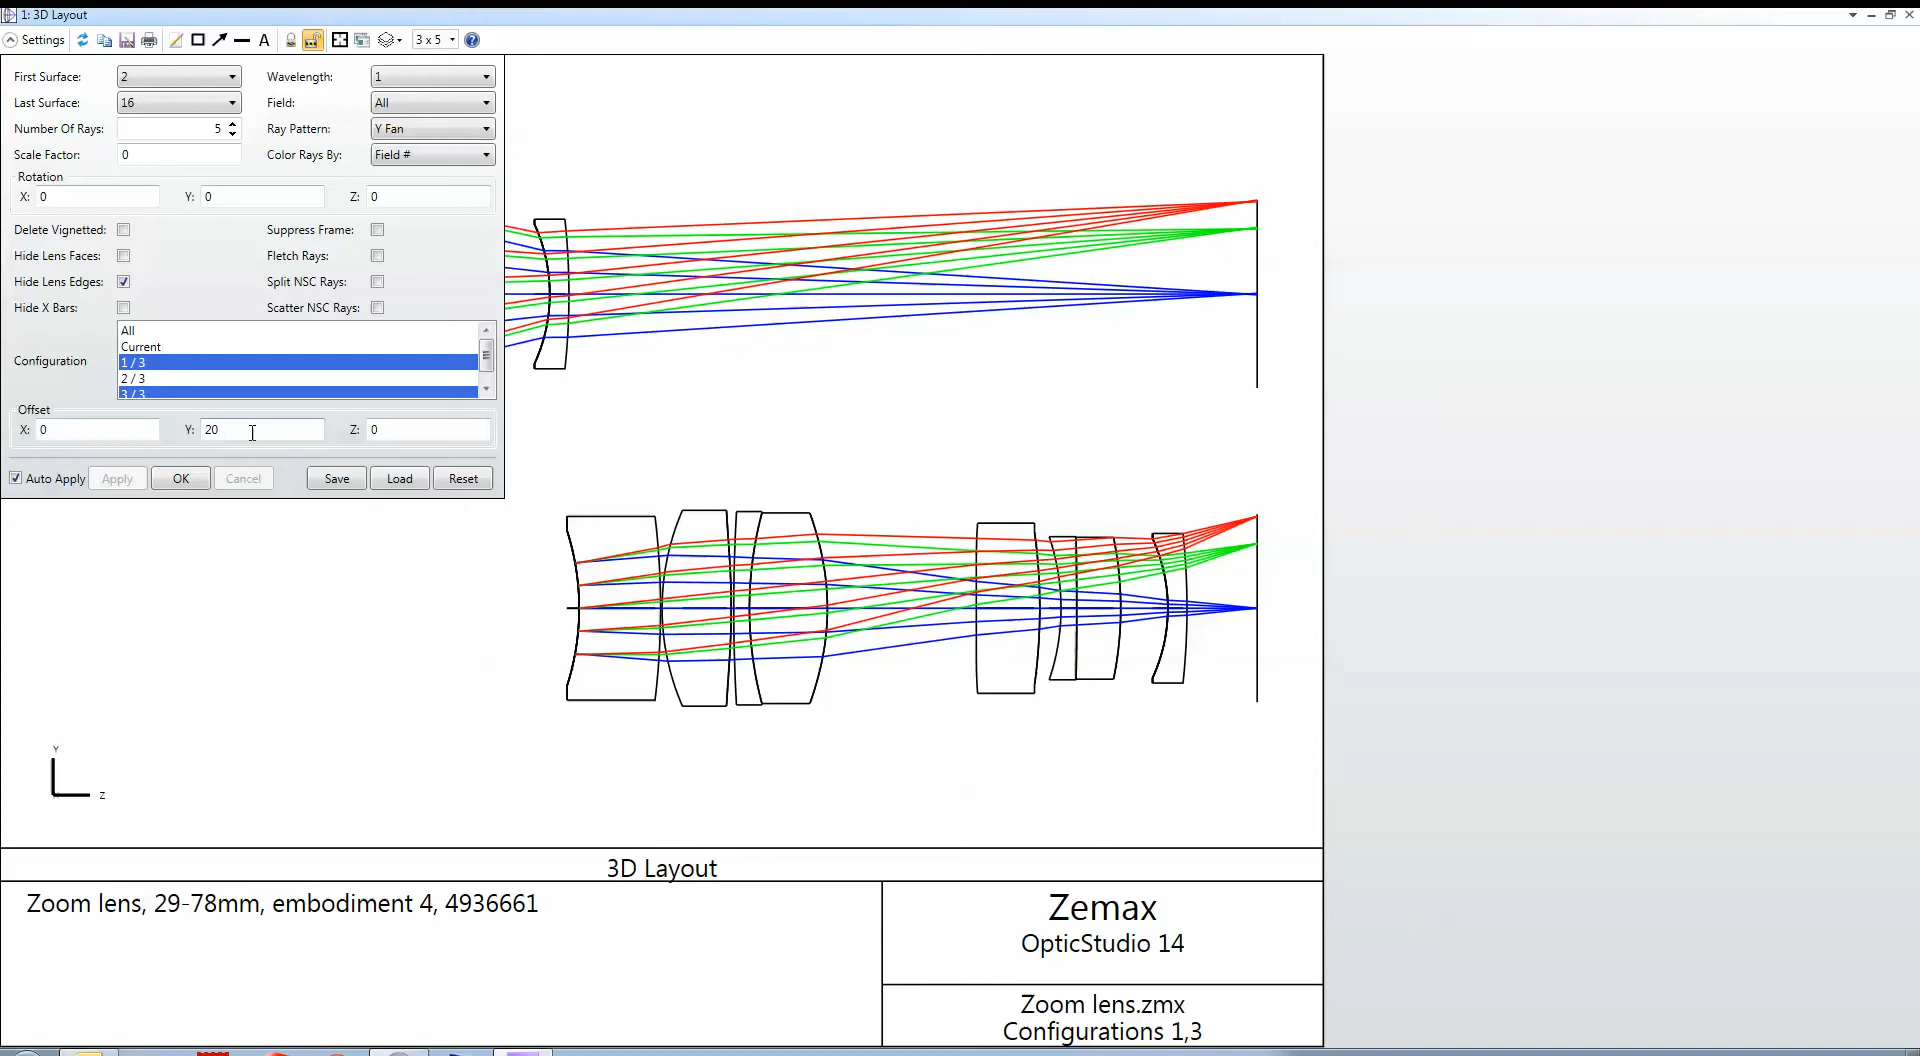 1: 3D Layout
Settings A 3 x 5
First Surface: 2 Wavelength: 1
Last Surface: 16 Field: All
Number Of Rays: 5 Ray Pattern: Y Fan
Scale Factor: 0 Color Rays By: Field #
Rotation
X: 0 Y: 0 Z: 0
Delete Vignetted: Suppress Frame:
Hide Lens Faces: Fletch Rays:
Hide Lens Edges: Split NSC Rays:
Hide X Bars: Scatter NSC Rays:
All
Current
Configuration
1 / 3
2 / 3
3 / 3
Offset
X: 0 Y: 20 Z: 0
Auto Apply Apply OK Cancel Save Load Reset
Y
Z
3D Layout
Zoom lens, 29-78mm, embodiment 4, 4936661
Zemax
OpticStudio 14
Zoom lens.zmx
Configurations 1,3